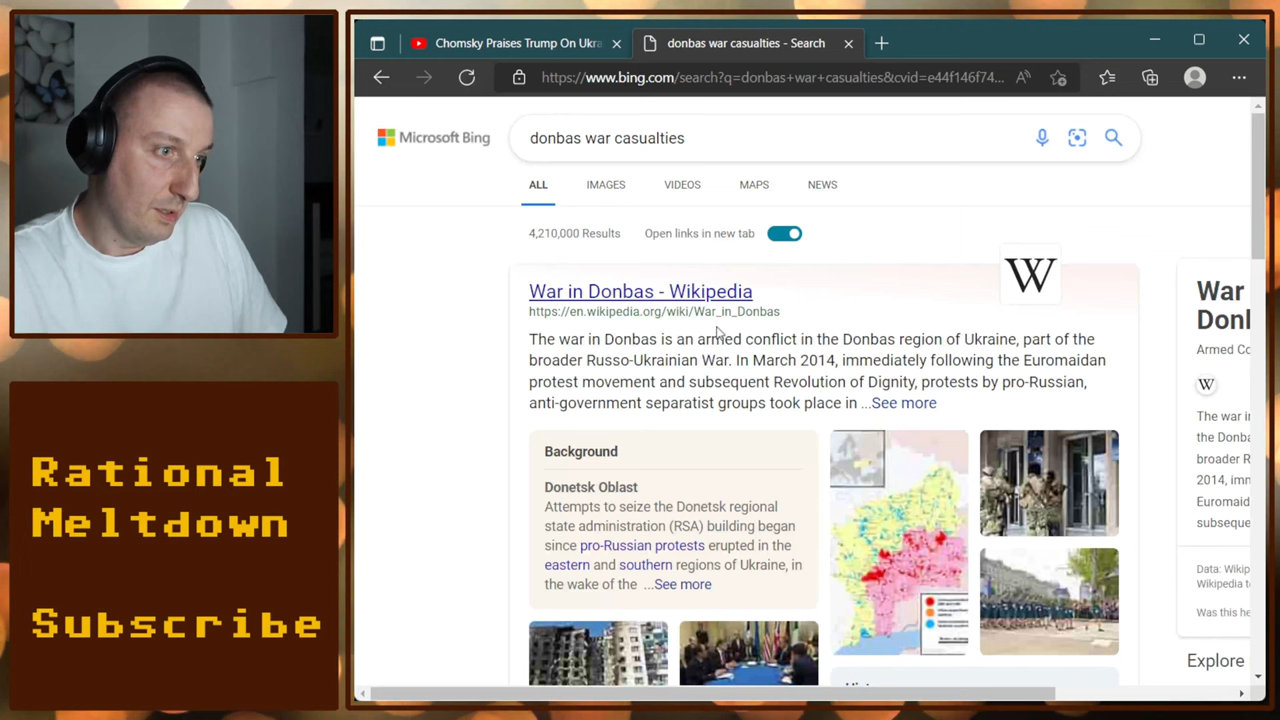 Chomsky Praises Trump On Ukra
donbas war casualties - Search
https://www.bing.com/search?q=donbas+war+casualties&cvid=e44f146f74...
Microsoft Bing
donbas war casualties
ALL
IMAGES
VIDEOS
MAPS
NEWS
4,210,000 Results
Open links in new tab
War in Donbas - Wikipedia
https://en.wikipedia.org/wiki/War_in_Donbas
The war in Donbas is an armed conflict in the Donbas region of Ukraine, part of the
broader Russo-Ukrainian War. In March 2014, immediately following the Euromaidan
protest movement and subsequent Revolution of Dignity, protests by pro-Russian,
anti-government separatist groups took place in ...See more
Background
Donetsk Oblast
Attempts to seize the Donetsk regional
state administration (RSA) building began
since pro-Russian protests erupted in the
eastern and southern regions of Ukraine, in
the wake of the ...See more
W
War
Donl
Armed Co
W
The war i
the Donba
broader R
2014, imm
Euromaid
subseque
Data: Wikip
Wikipedia t
Was this he
Explore
Rational
Meltdown
Subscribe